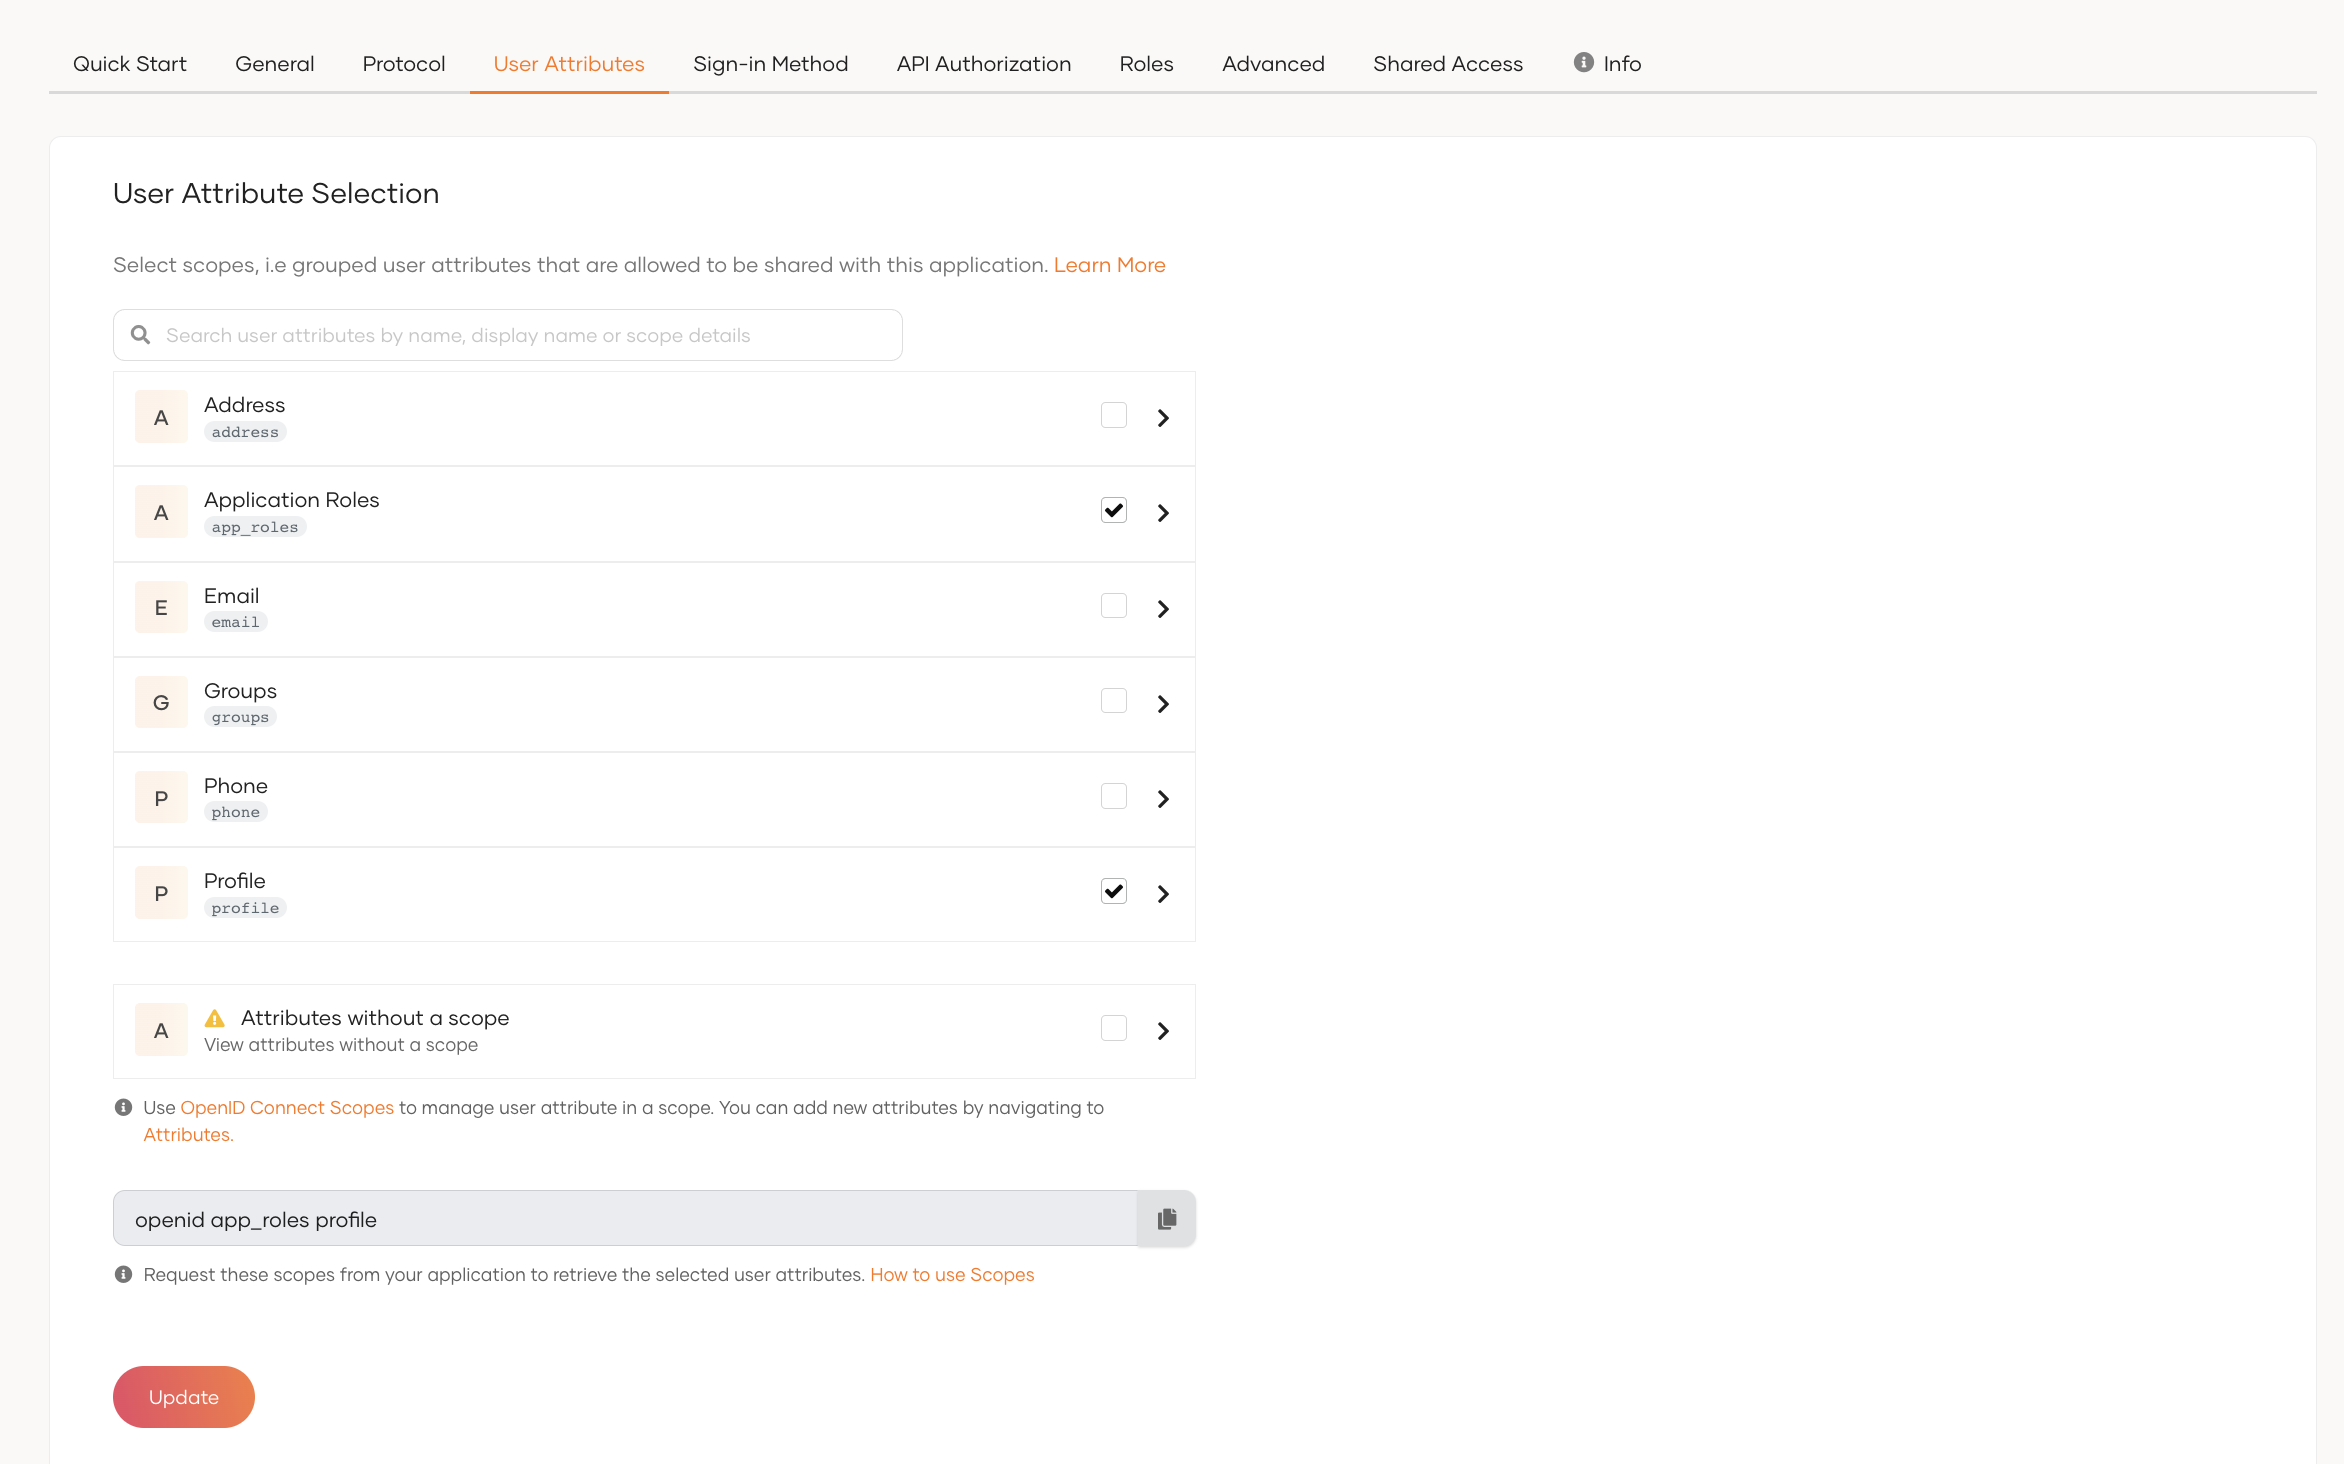 Quick Start General Protocol User Attributes Sign-in Method API Authorization Roles Advanced Shared Access Info
User Attribute Selection
Select scopes, i.e grouped user attributes that are allowed to be shared with this application. Learn More
Search user attributes by name, display name or scope details
A
Address
address
A
Application Roles
app_roles
E
Email
email
G
Groups
groups
P
Phone
phone
P
Profile
profile
A
Attributes without a scope
View attributes without a scope
Use OpenID Connect Scopes to manage user attribute in a scope. You can add new attributes by navigating to
Attributes.
openid app_roles profile
Request these scopes from your application to retrieve the selected user attributes. How to use Scopes
Update